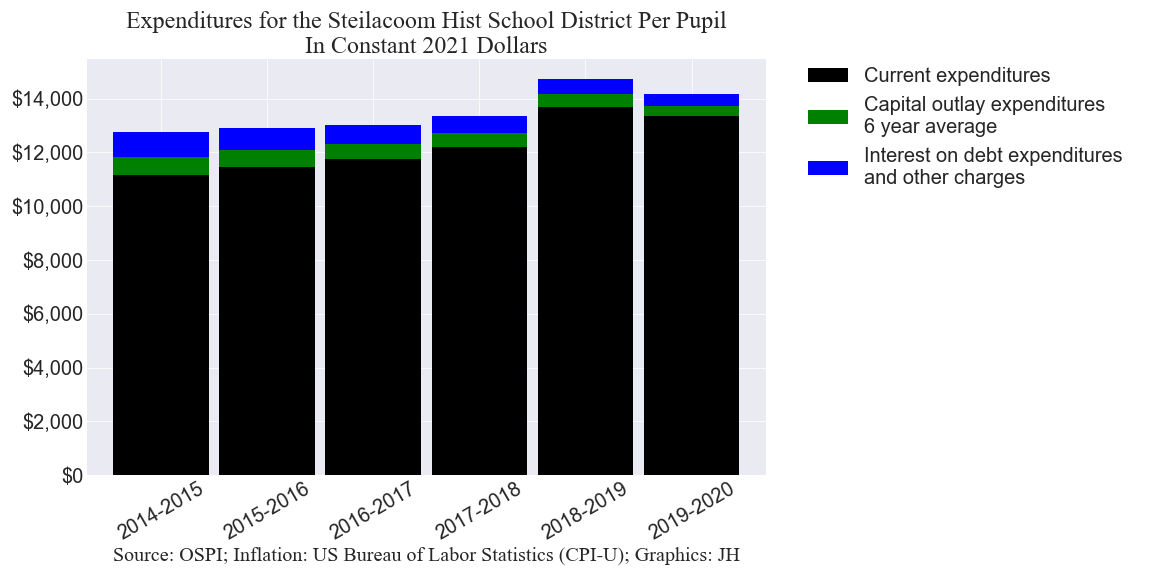 Expenditures for the Steilacoom Hist School District Per Pupil
In Constant 2021 Dollars
Current expenditures
Capital outlay expenditures
6 year average
Interest on debt expenditures
and other charges
$14,000
$12,000
$10,000
$8,000
$6,000
$4,000
$2,000
$0
2014-2015
2015-2016
2016-2017
2017-2018
2018-2019
2019-2020
Source: OSPI; Inflation: US Bureau of Labor Statistics (CPI-U); Graphics: JH